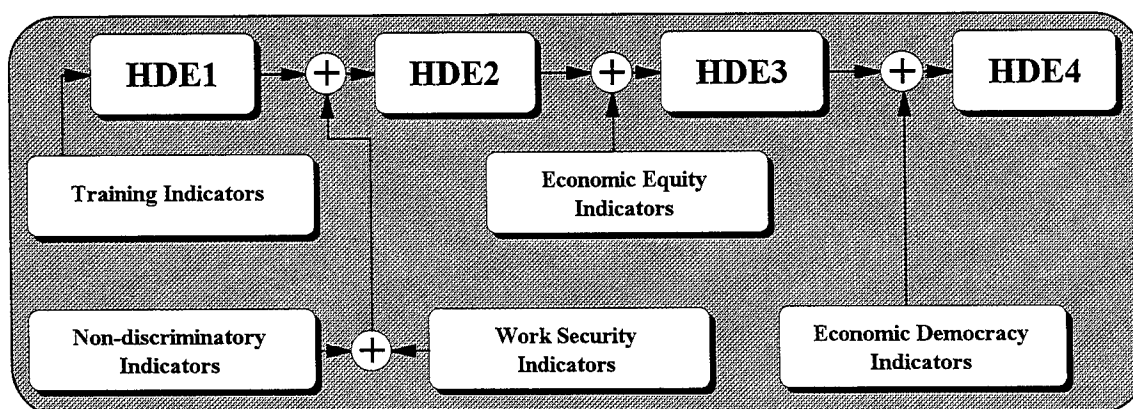 HDE1
HDE2
HDE3
HDE4
Training Indicators
Economic Equity
Indicators
Non-discriminatory
Indicators
Work Security
Indicators
Economic Democracy
Indicators